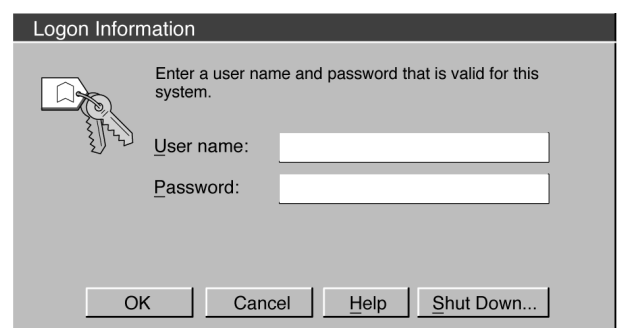 Logon Information
Enter a user name and password that is valid for this
system.
User name:
Password:
OK
Cancel
Help
Shut Down...